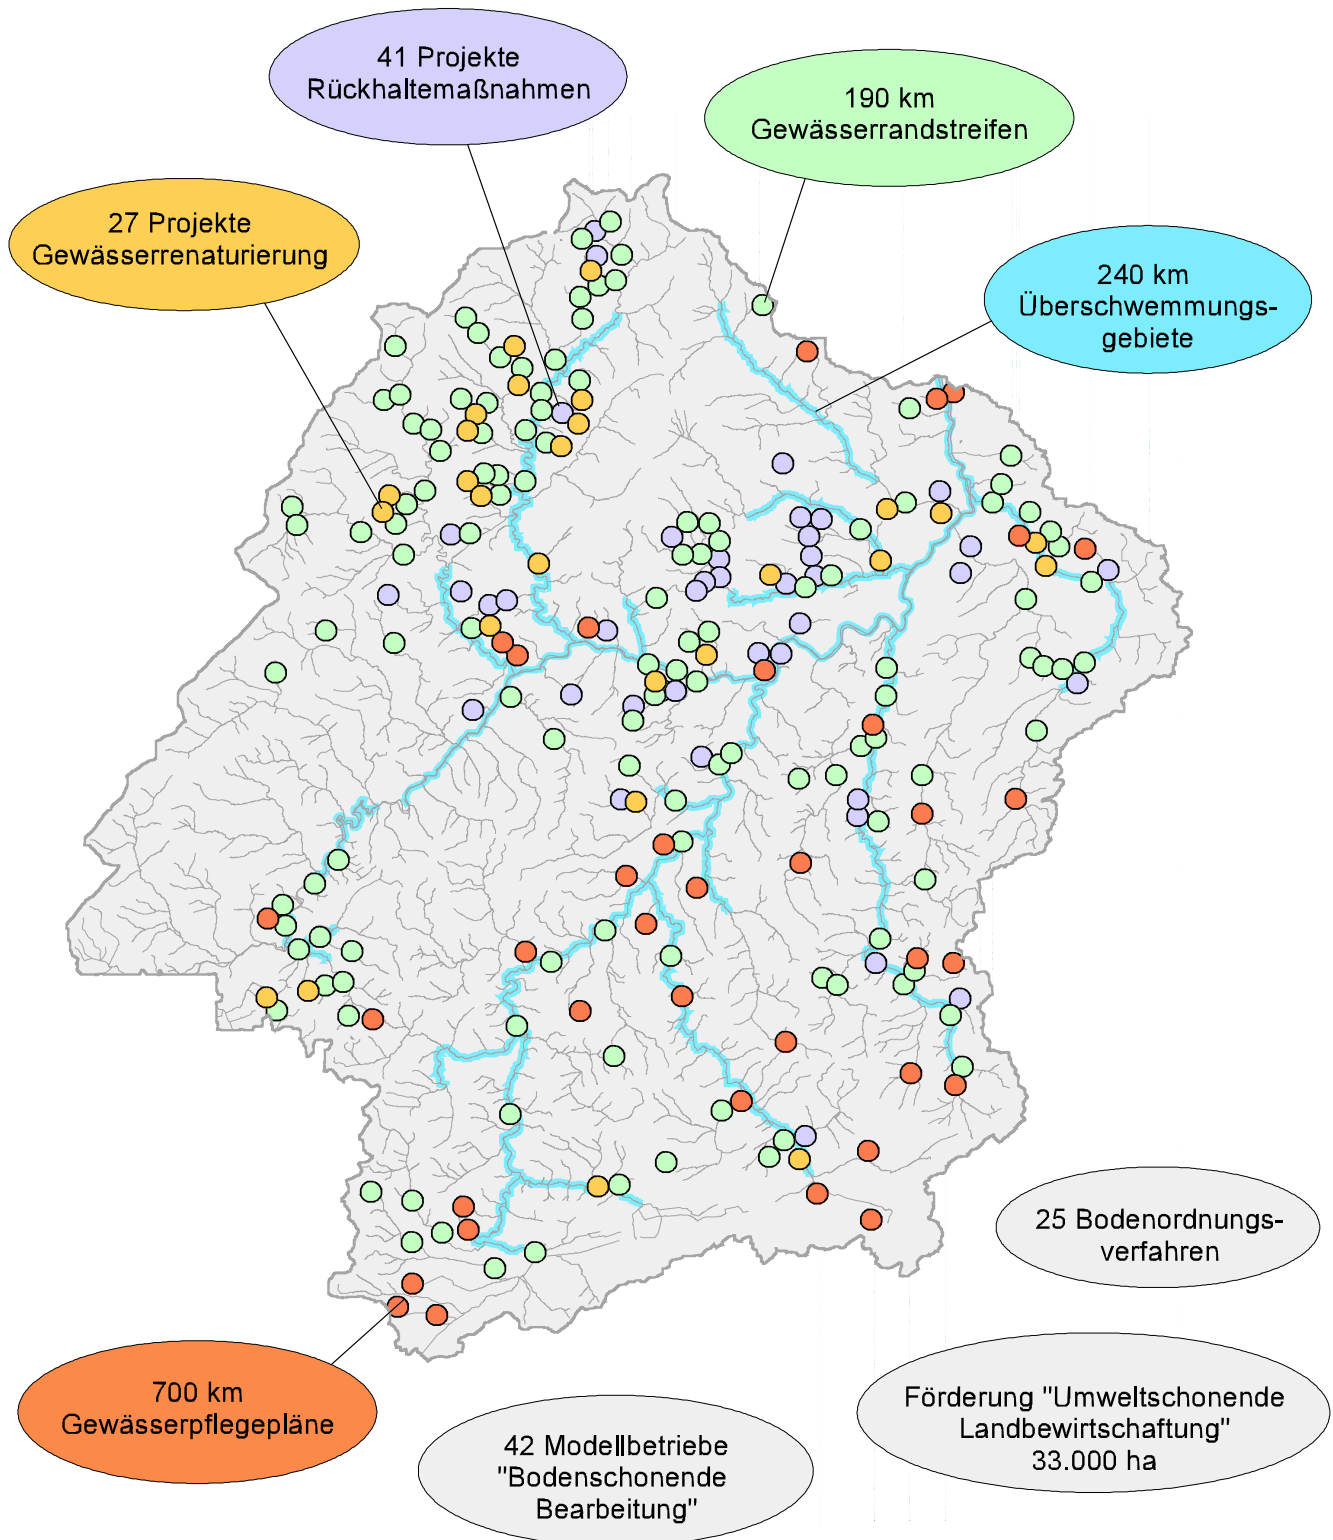 41 Projekte
Rückhaltemaßnahmen
190 km
Gewässerrandstreifen
27 Projekte
Gewässerrenaturierung
240 km
Überschwemmungs-
gebiete
25 Bodenordnungs-
verfahren
700 km
Gewässerpflegepläne
Förderung "Umweltschonende
Landbewirtschaftung"
33.000 ha
42 Modellbetriebe
"Bodenschonende
Bearbeitung"